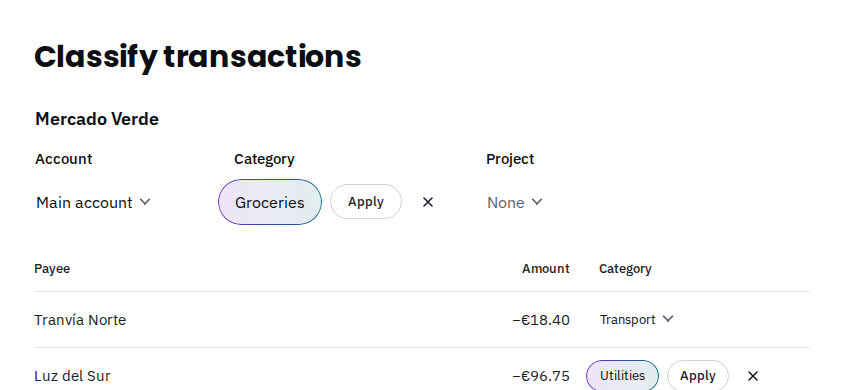 Classify transactions
Mercado Verde
Account Category Project
Main account Groceries Apply None
Payee Amount Category
Tranvía Norte −€18.40 Transport
Luz del Sur −€96.75 Utilities Apply